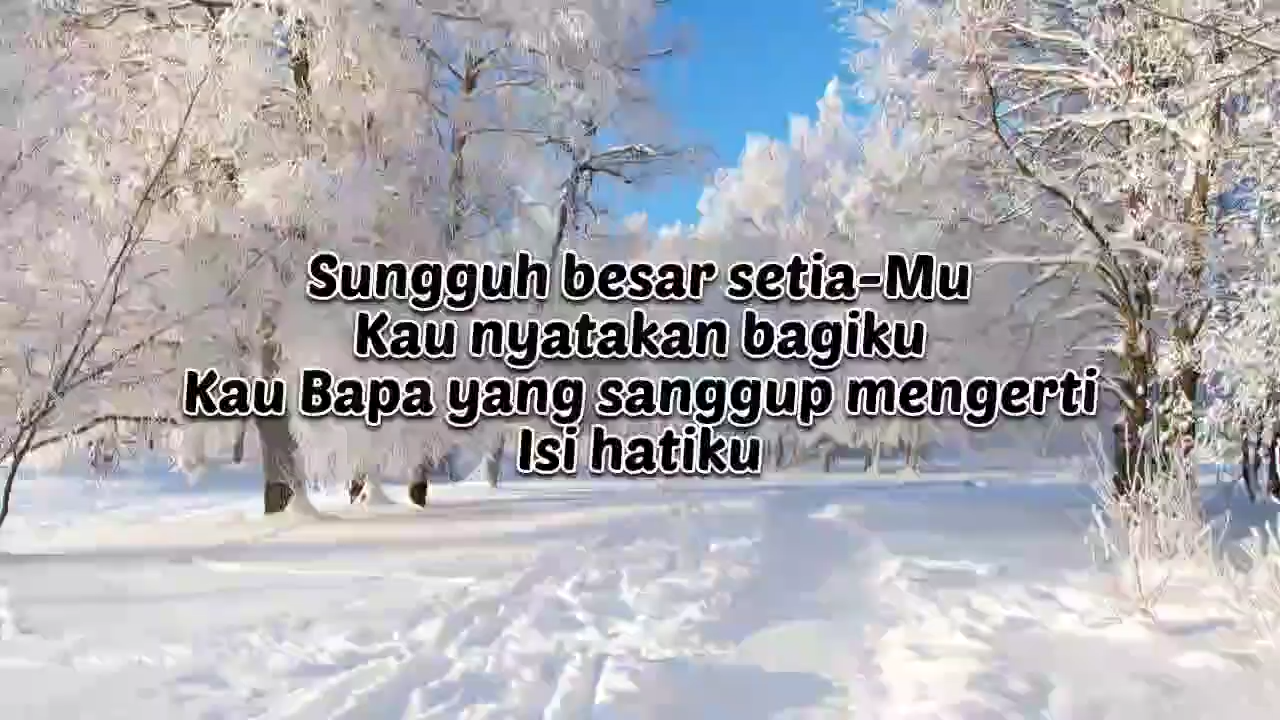 Sungguh besar setia-Mu
Kau nyatakan bagiku
Kau Bapa yang sanggup mengerti
Isi hatiku